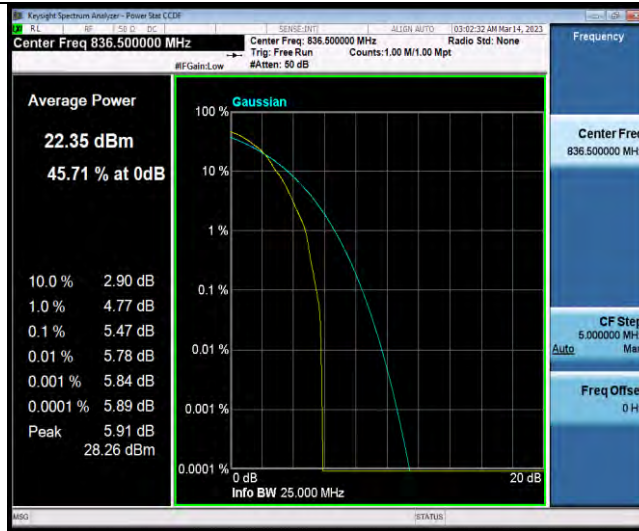 Keysight Spectrum Analyzer - Power Stat CCDF
RL RF 50 Ω DC SENSE:INT ALIGN AUTO 03:02:32 AM Mar 14, 2023
Center Freq 836.500000 MHz
Center Freq: 836.500000 MHz Radio Std: None
Trig: Free Run Counts:1.00 M/1.00 Mpt
#IFGain:Low #Atten: 50 dB
Frequency
Average Power
22.35 dBm
45.71 % at 0dB
10.0 % 2.90 dB
1.0 % 4.77 dB
0.1 % 5.47 dB
0.01 % 5.78 dB
0.001 % 5.84 dB
0.0001 % 5.89 dB
Peak 5.91 dB
28.26 dBm
Gaussian
100 %
10 %
1 %
0.1 %
0.01 %
0.001 %
0.0001 %
0 dB 20 dB
Info BW 25.000 MHz
Center Fre
836.500000 MH
CF Step
5.000000 MH
Auto Ma
Freq Offse
0 H
MSG STATUS